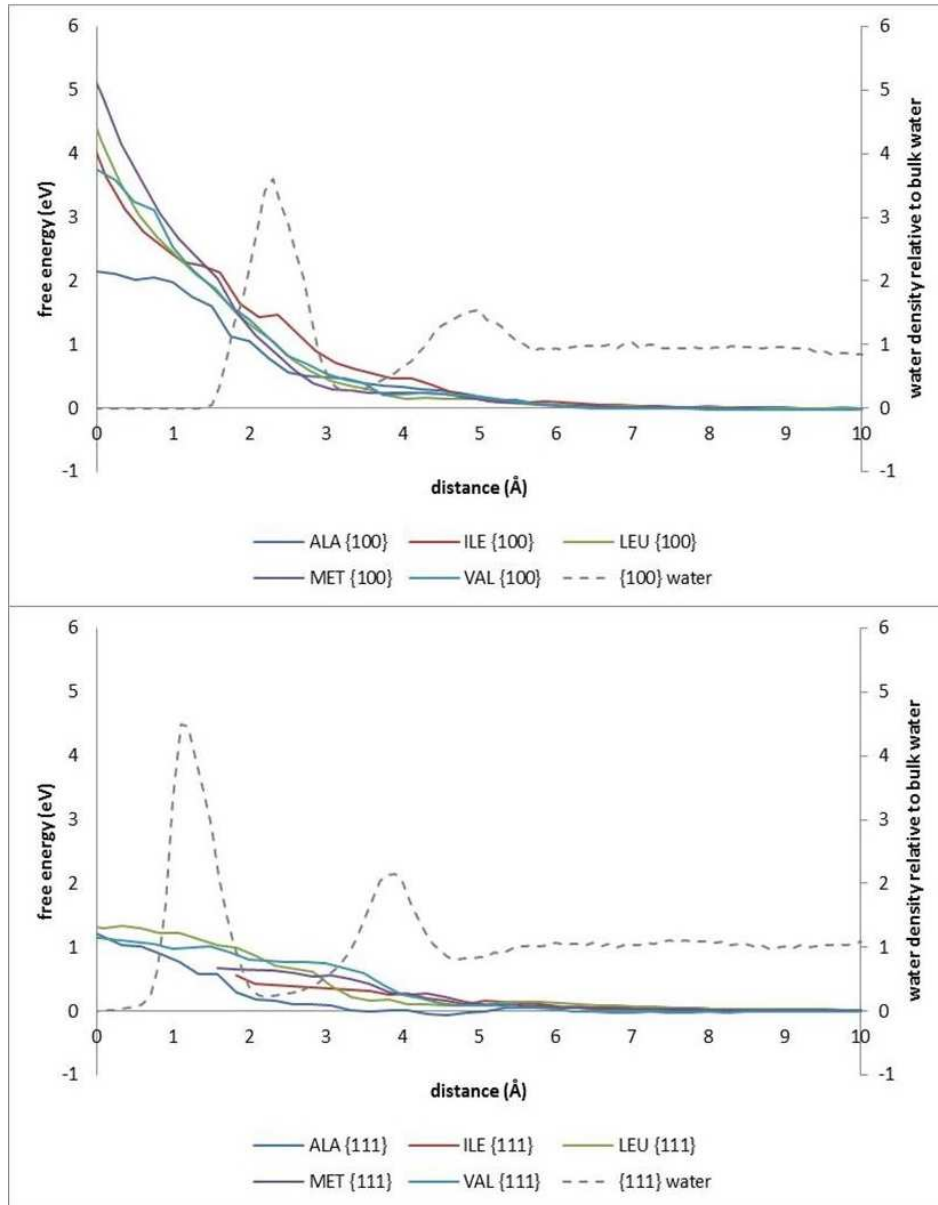 6
5
4
3
2
1
0
-1
free energy (eV)
0 1 2 3 4 5 6 7 8 9 10
distance (Å)
6
5
4
3
2
1
0
-1
water density relative to bulk water
ALA {100} ILE {100} LEU {100}
MET {100} VAL {100} {100} water
6
5
4
3
2
1
0
-1
free energy (eV)
0 1 2 3 4 5 6 7 8 9 10
distance (Å)
6
5
4
3
2
1
0
-1
water density relative to bulk water
ALA {111} ILE {111} LEU {111}
MET {111} VAL {111} {111} water